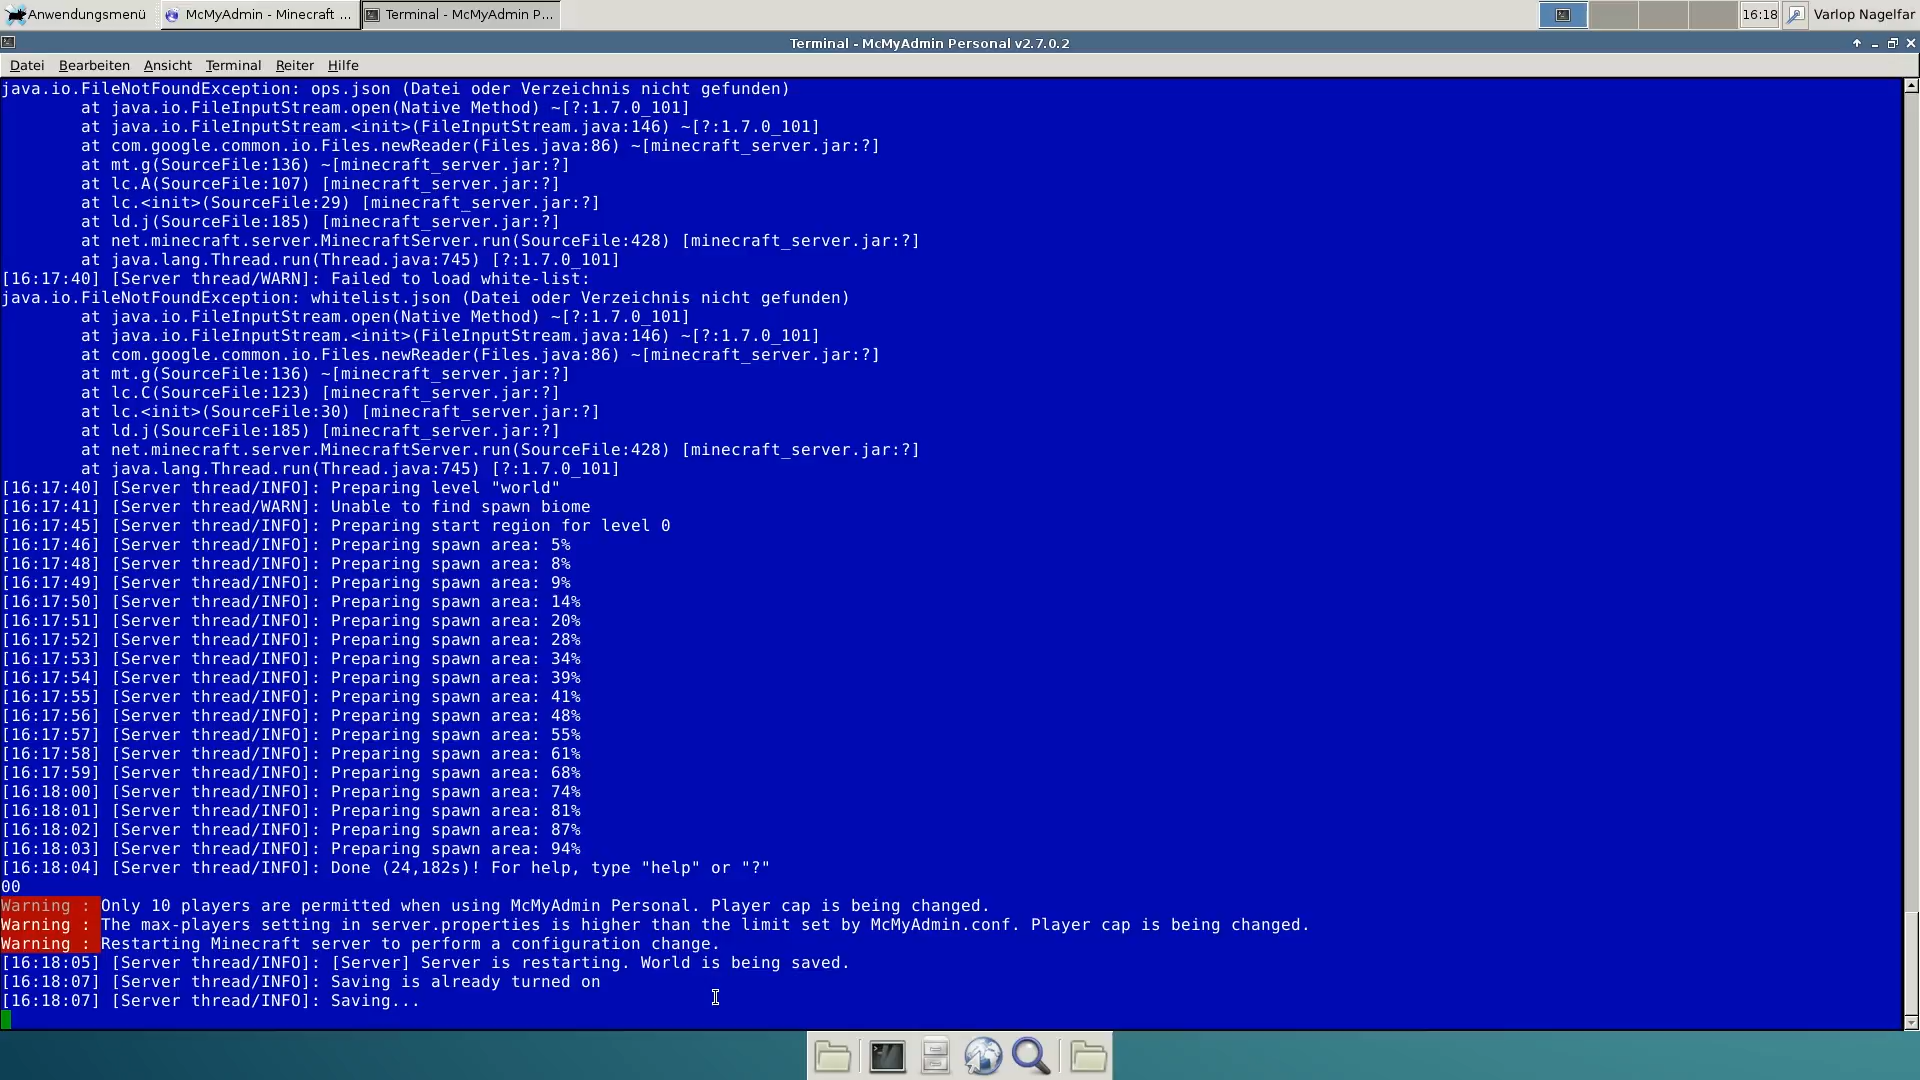 Anwendungsmenü McMyAdmin - Minecraft ... Terminal - McMyAdmin P... 16:18 Varlop Nagelfar
Terminal - McMyAdmin Personal v2.7.0.2
Datei Bearbeiten Ansicht Terminal Reiter Hilfe
java.io.FileNotFoundException: ops.json (Datei oder Verzeichnis nicht gefunden)
        at java.io.FileInputStream.open(Native Method) ~[?:1.7.0_101]
        at java.io.FileInputStream.<init>(FileInputStream.java:146) ~[?:1.7.0_101]
        at com.google.common.io.Files.newReader(Files.java:86) ~[minecraft_server.jar:?]
        at mt.g(SourceFile:136) ~[minecraft_server.jar:?]
        at lc.A(SourceFile:107) [minecraft_server.jar:?]
        at lc.<init>(SourceFile:29) [minecraft_server.jar:?]
        at ld.j(SourceFile:185) [minecraft_server.jar:?]
        at net.minecraft.server.MinecraftServer.run(SourceFile:428) [minecraft_server.jar:?]
        at java.lang.Thread.run(Thread.java:745) [?:1.7.0_101]
[16:17:40] [Server thread/WARN]: Failed to load white-list:
java.io.FileNotFoundException: whitelist.json (Datei oder Verzeichnis nicht gefunden)
        at java.io.FileInputStream.open(Native Method) ~[?:1.7.0_101]
        at java.io.FileInputStream.<init>(FileInputStream.java:146) ~[?:1.7.0_101]
        at com.google.common.io.Files.newReader(Files.java:86) ~[minecraft_server.jar:?]
        at mt.g(SourceFile:136) ~[minecraft_server.jar:?]
        at lc.C(SourceFile:123) [minecraft_server.jar:?]
        at lc.<init>(SourceFile:30) [minecraft_server.jar:?]
        at ld.j(SourceFile:185) [minecraft_server.jar:?]
        at net.minecraft.server.MinecraftServer.run(SourceFile:428) [minecraft_server.jar:?]
        at java.lang.Thread.run(Thread.java:745) [?:1.7.0_101]
[16:17:40] [Server thread/INFO]: Preparing level "world"
[16:17:41] [Server thread/WARN]: Unable to find spawn biome
[16:17:45] [Server thread/INFO]: Preparing start region for level 0
[16:17:46] [Server thread/INFO]: Preparing spawn area: 5%
[16:17:48] [Server thread/INFO]: Preparing spawn area: 8%
[16:17:49] [Server thread/INFO]: Preparing spawn area: 9%
[16:17:50] [Server thread/INFO]: Preparing spawn area: 14%
[16:17:51] [Server thread/INFO]: Preparing spawn area: 20%
[16:17:52] [Server thread/INFO]: Preparing spawn area: 28%
[16:17:53] [Server thread/INFO]: Preparing spawn area: 34%
[16:17:54] [Server thread/INFO]: Preparing spawn area: 39%
[16:17:55] [Server thread/INFO]: Preparing spawn area: 41%
[16:17:56] [Server thread/INFO]: Preparing spawn area: 48%
[16:17:57] [Server thread/INFO]: Preparing spawn area: 55%
[16:17:58] [Server thread/INFO]: Preparing spawn area: 61%
[16:17:59] [Server thread/INFO]: Preparing spawn area: 68%
[16:18:00] [Server thread/INFO]: Preparing spawn area: 74%
[16:18:01] [Server thread/INFO]: Preparing spawn area: 81%
[16:18:02] [Server thread/INFO]: Preparing spawn area: 87%
[16:18:03] [Server thread/INFO]: Preparing spawn area: 94%
[16:18:04] [Server thread/INFO]: Done (24,182s)! For help, type "help" or "?"
00
Warning : Only 10 players are permitted when using McMyAdmin Personal. Player cap is being changed.
Warning : The max-players setting in server.properties is higher than the limit set by McMyAdmin.conf. Player cap is being changed.
Warning : Restarting Minecraft server to perform a configuration change.
[16:18:05] [Server thread/INFO]: [Server] Server is restarting. World is being saved.
[16:18:07] [Server thread/INFO]: Saving is already turned on
[16:18:07] [Server thread/INFO]: Saving...